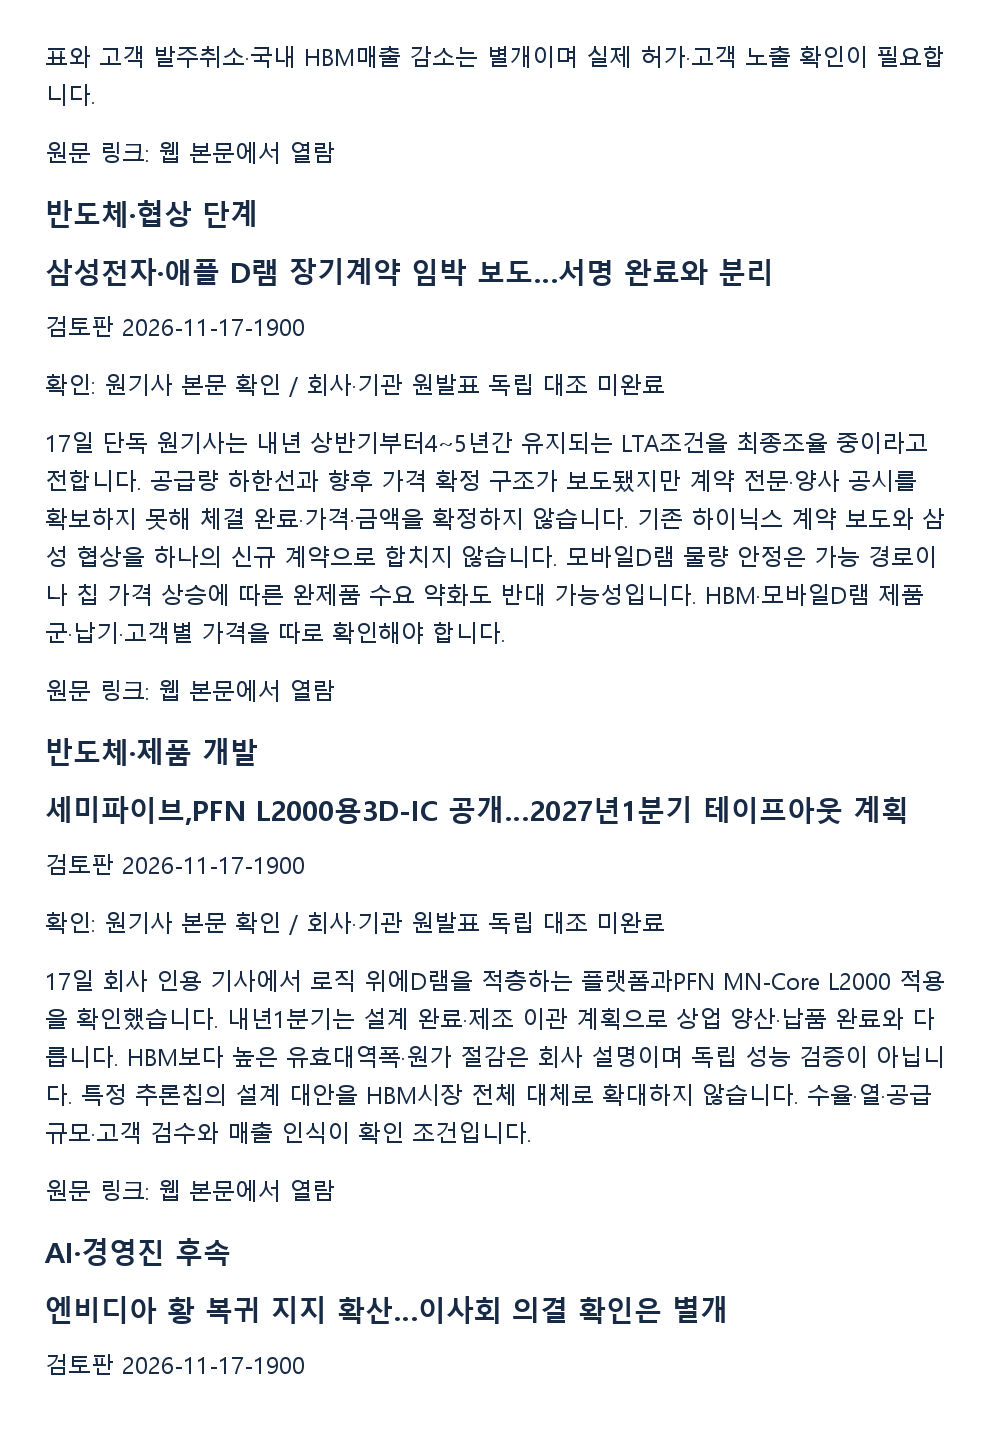 표와 고객 발주취소·국내 HBM매출 감소는 별개이며 실제 허가·고객 노출 확인이 필요합
니다.
원문 링크: 웹 본문에서 열람
반도체·협상 단계
삼성전자·애플 D램 장기계약 임박 보도...서명 완료와 분리
검토판 2026-11-17-1900
확인: 원기사 본문 확인 / 회사·기관 원발표 독립 대조 미완료
17일 단독 원기사는 내년 상반기부터4~5년간 유지되는 LTA조건을 최종조율 중이라고
전합니다. 공급량 하한선과 향후 가격 확정 구조가 보도됐지만 계약 전문·양사 공시를
확보하지 못해 체결 완료·가격·금액을 확정하지 않습니다. 기존 하이닉스 계약 보도와 삼
성 협상을 하나의 신규 계약으로 합치지 않습니다. 모바일D램 물량 안정은 가능 경로이
나 칩 가격 상승에 따른 완제품 수요 약화도 반대 가능성입니다. HBM·모바일D램 제품
군·납기·고객별 가격을 따로 확인해야 합니다.
원문 링크: 웹 본문에서 열람
반도체·제품 개발
세미파이브,PFN L2000용3D-IC 공개...2027년1분기 테이프아웃 계획
검토판 2026-11-17-1900
확인: 원기사 본문 확인 / 회사·기관 원발표 독립 대조 미완료
17일 회사 인용 기사에서 로직 위에D램을 적층하는 플랫폼과PFN MN-Core L2000 적용
을 확인했습니다. 내년1분기는 설계 완료·제조 이관 계획으로 상업 양산·납품 완료와 다
릅니다. HBM보다 높은 유효대역폭·원가 절감은 회사 설명이며 독립 성능 검증이 아닙니
다. 특정 추론칩의 설계 대안을 HBM시장 전체 대체로 확대하지 않습니다. 수율·열·공급
규모·고객 검수와 매출 인식이 확인 조건입니다.
원문 링크: 웹 본문에서 열람
AI·경영진 후속
엔비디아 황 복귀 지지 확산...이사회 의결 확인은 별개
검토판 2026-11-17-1900